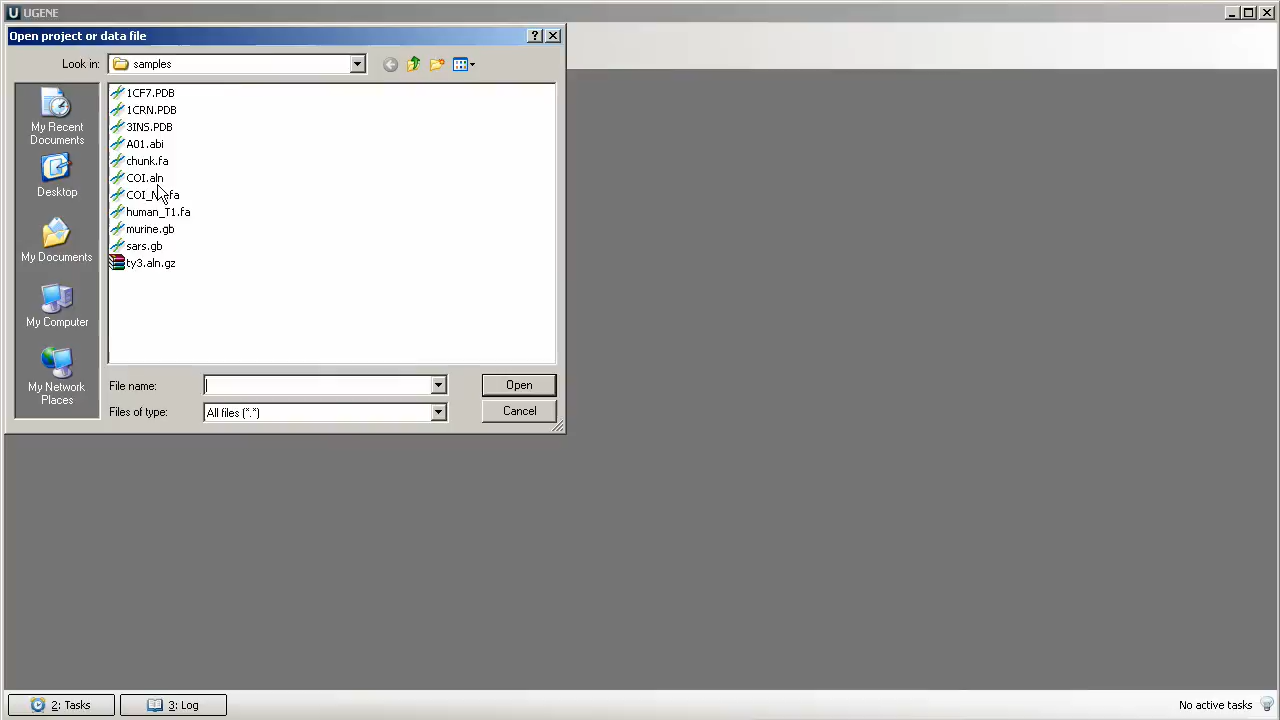 UGENE
Open project or data file
Look in: samples
1CF7.PDB
1CRN.PDB
3INS.PDB
A01.abi
chunk.fa
COI.aln
human_T1.fa
murine.gb
sars.gb
ty3.aln.gz
My Recent
Documents
Desktop
My Documents
My Computer
My Network
Places
File name:
Open
Files of type: All files (*.*)
Cancel
2: Tasks
3: Log
No active tasks